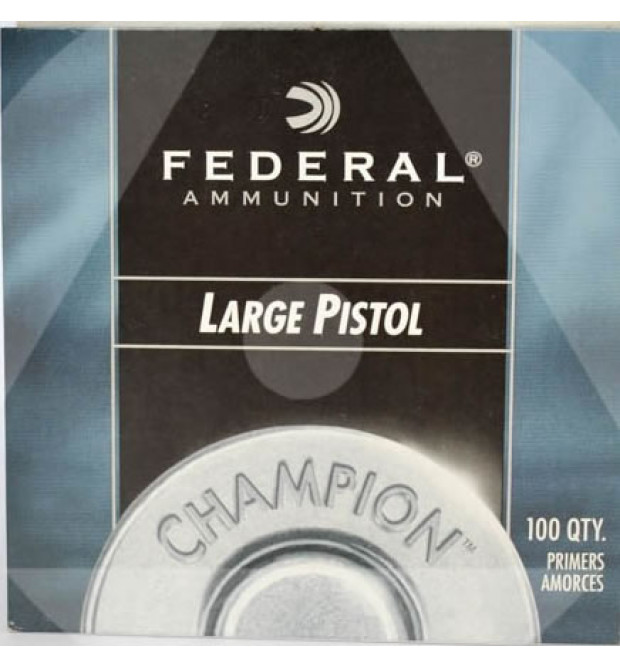 FEDERAL®
AMMUNITION
LARGE PISTOL
CHAMPION™
100 QTY.
PRIMERS
AMORCES